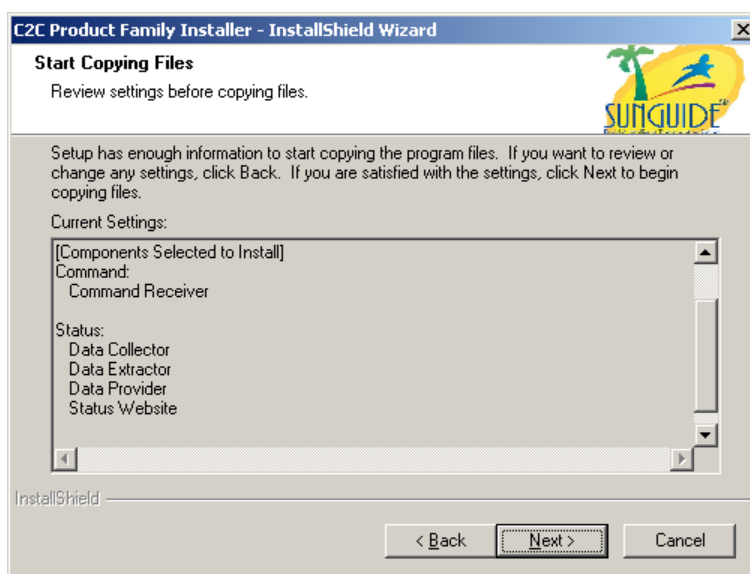 C2C Product Family Installer - InstallShield Wizard
Start Copying Files
Review settings before copying files.
SUNGUIDE
Setup has enough information to start copying the program files. If you want to review or
change any settings, click Back. If you are satisfied with the settings, click Next to begin
copying files.
Current Settings:
[Components Selected to Install]
Command:
Command Receiver
Status:
Data Collector
Data Extractor
Data Provider
Status Website
InstallShield
< Back
Next >
Cancel